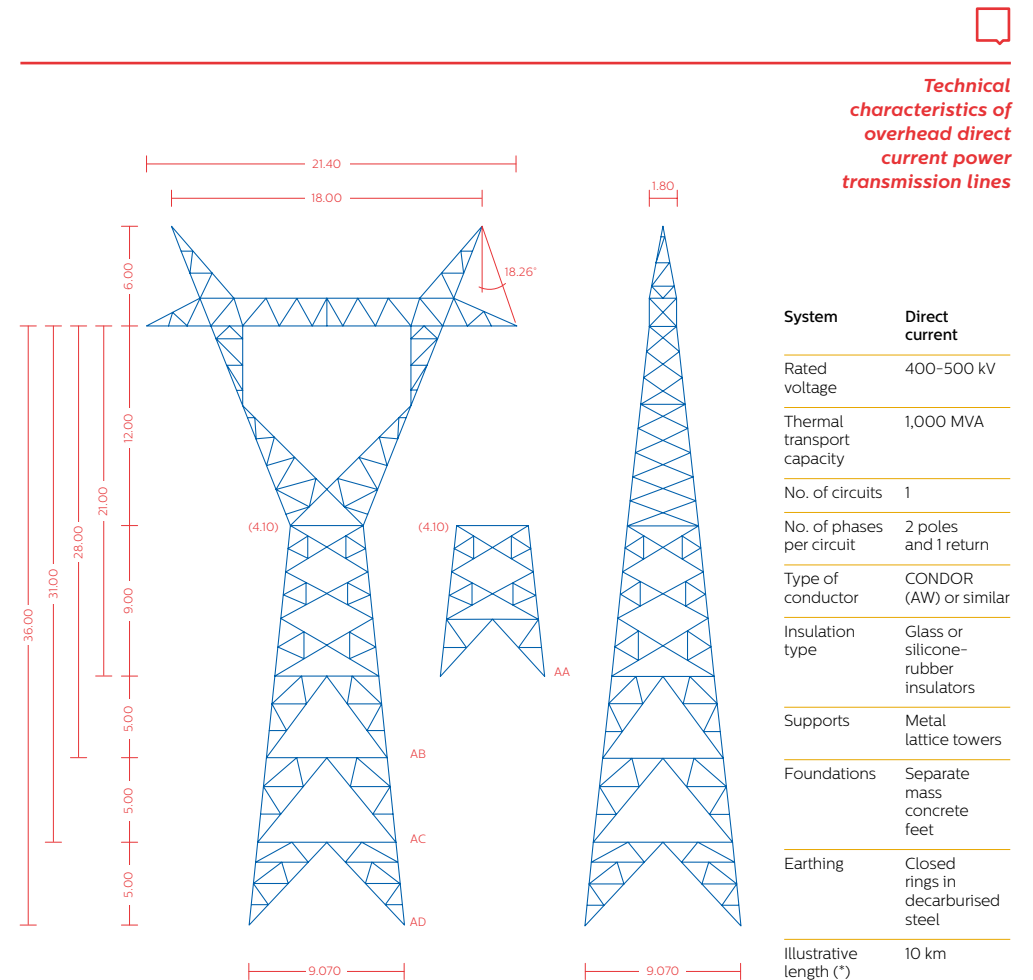 Technical
characteristics of
overhead direct
current power
transmission lines
21.40
18.00
1.80
18.26°
6.00
12.00
21.00
28.00
31.00
36.00
9.00
5.00
5.00
5.00
(4.10)
(4.10)
AA
AB
AC
AD
9.070
9.070
System Direct
current
Rated 400-500 kV
voltage
Thermal 1,000 MVA
transport
capacity
No. of circuits 1
No. of phases 2 poles
per circuit and 1 return
Type of CONDOR
conductor (AW) or similar
Insulation Glass or
type silicone-
rubber
insulators
Supports Metal
lattice towers
Foundations Separate
mass
concrete
feet
Earthing Closed
rings in
decarburised
steel
Illustrative 10 km
length (*)